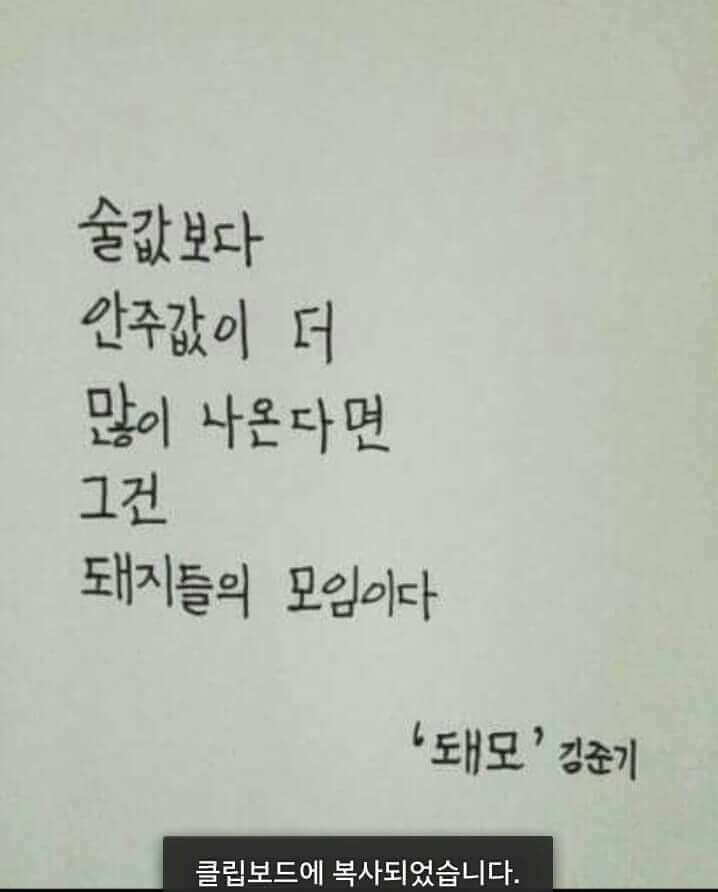 술값보다
안주값이 더
많이 나온다면
그건
돼지들의 모임이다
‘돼모’ 김준기
클립보드에 복사되었습니다.